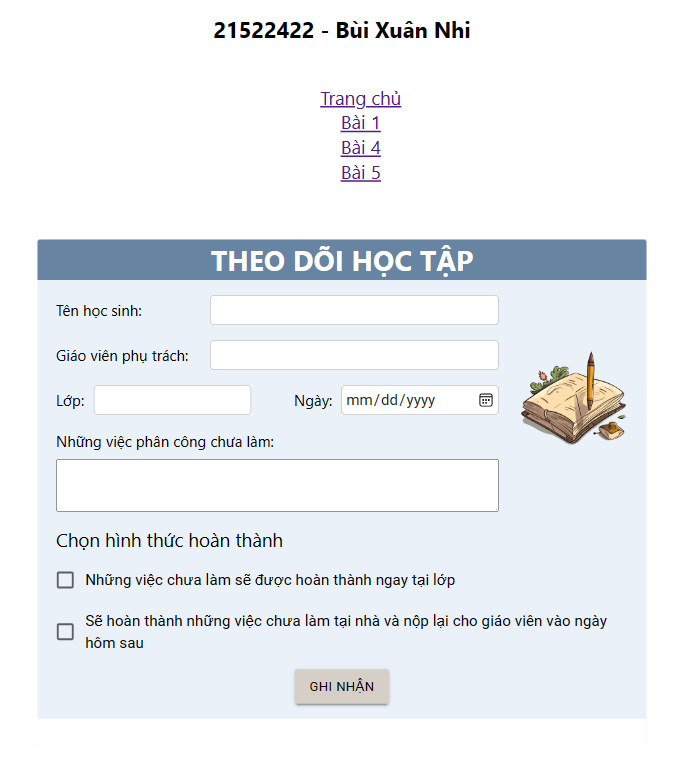 21522422 - Bùi Xuân Nhi
Trang chủ
Bài 1
Bài 4
Bài 5
THEO DÕI HỌC TẬP
Tên học sinh:
Giáo viên phụ trách:
Lớp: Ngày: mm/dd/yyyy
Những việc phân công chưa làm:
Chọn hình thức hoàn thành
Những việc chưa làm sẽ được hoàn thành ngay tại lớp
Sẽ hoàn thành những việc chưa làm tại nhà và nộp lại cho giáo viên vào ngày
hôm sau
GHI NHẬN